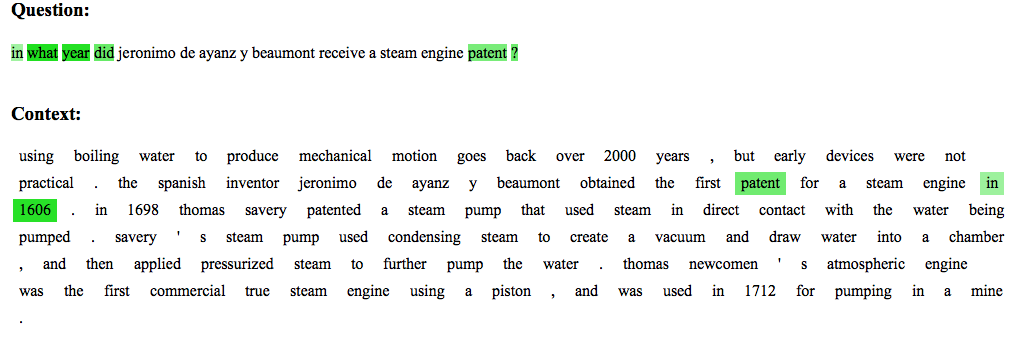 Question:
in what year did jeronimo de ayanz y beaumont receive a steam engine patent ?
Context:
using boiling water to produce mechanical motion goes back over 2000 years , but early devices were not
practical . the spanish inventor jeronimo de ayanz y beaumont obtained the first patent for a steam engine in
1606 . in 1698 thomas savery patented a steam pump that used steam in direct contact with the water being
pumped . savery ' s steam pump used condensing steam to create a vacuum and draw water into a chamber
, and then applied pressurized steam to further pump the water . thomas newcomen ' s atmospheric engine
was the first commercial true steam engine using a piston , and was used in 1712 for pumping in a mine
.